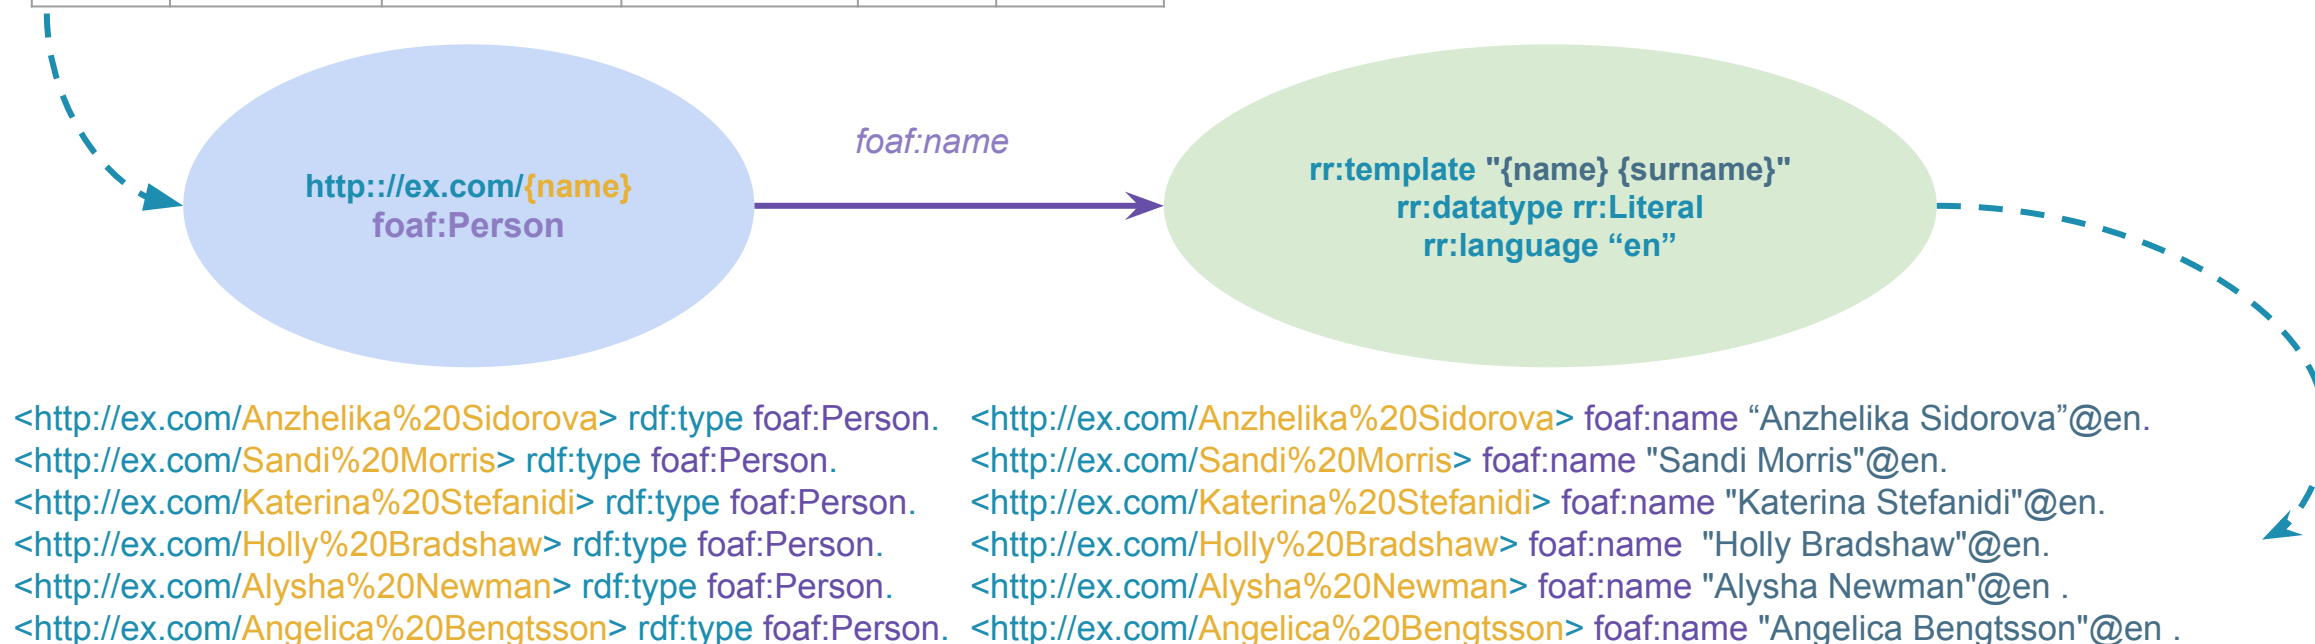 http:://ex.com/{name}
foaf:Person
foaf:name
rr:template "{name} {surname}"
rr:datatype rr:Literal
rr:language “en”
<http://ex.com/Anzhelika%20Sidorova> rdf:type foaf:Person.
<http://ex.com/Sandi%20Morris> rdf:type foaf:Person.
<http://ex.com/Katerina%20Stefanidi> rdf:type foaf:Person.
<http://ex.com/Holly%20Bradshaw> rdf:type foaf:Person.
<http://ex.com/Alysha%20Newman> rdf:type foaf:Person.
<http://ex.com/Angelica%20Bengtsson> rdf:type foaf:Person.
<http://ex.com/Anzhelika%20Sidorova> foaf:name “Anzhelika Sidorova”@en.
<http://ex.com/Sandi%20Morris> foaf:name "Sandi Morris"@en.
<http://ex.com/Katerina%20Stefanidi> foaf:name "Katerina Stefanidi"@en.
<http://ex.com/Holly%20Bradshaw> foaf:name  "Holly Bradshaw"@en.
<http://ex.com/Alysha%20Newman> foaf:name "Alysha Newman"@en .
<http://ex.com/Angelica%20Bengtsson> foaf:name "Angelica Bengtsson"@en .